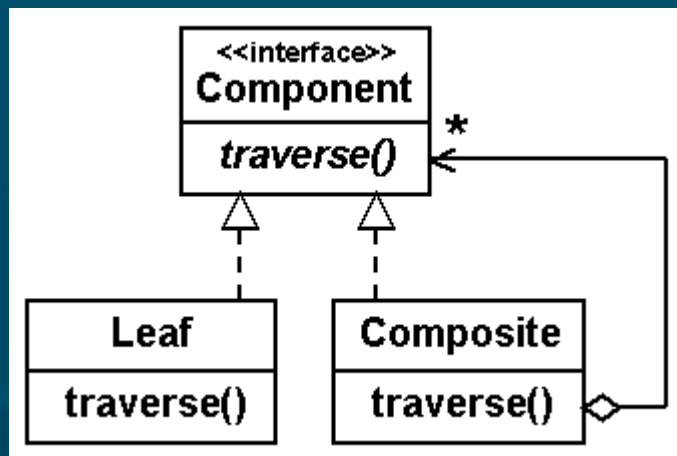 <<interface>>
Component
traverse()
*
Leaf
traverse()
Composite
traverse()